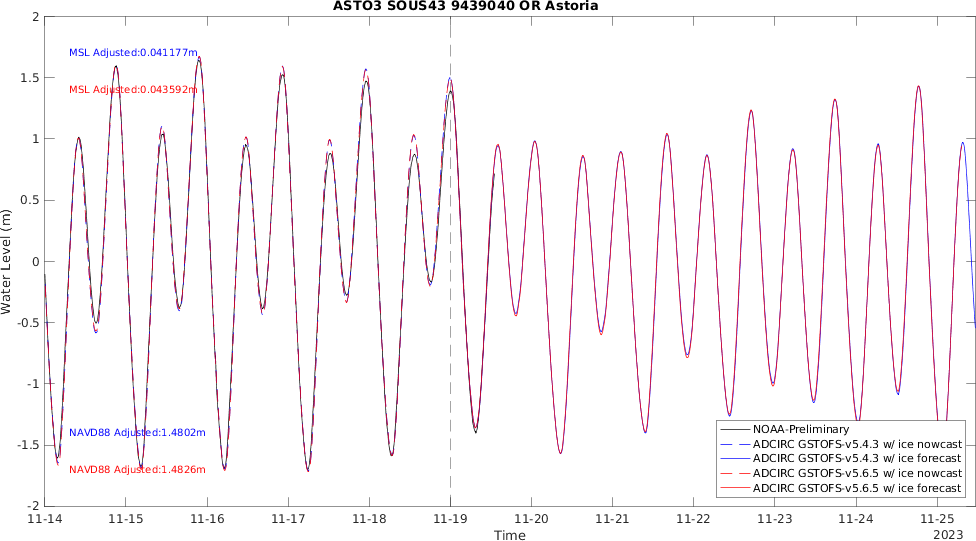 ASTO3 SOUS43 9439040 OR Astoria
2
1.5
1
0.5
0
-0.5
-1
-1.5
-2
Water Level (m)
MSL Adjusted:0.041177m
MSL Adjusted:0.043592m
NAVD88 Adjusted:1.4802m
NAVD88 Adjusted:1.4826m
NOAA-Preliminary
ADCIRC GSTOFS-v5.4.3 w/ ice nowcast
ADCIRC GSTOFS-v5.4.3 w/ ice forecast
ADCIRC GSTOFS-v5.6.5 w/ ice nowcast
ADCIRC GSTOFS-v5.6.5 w/ ice forecast
11-14 11-15 11-16 11-17 11-18 11-19 11-20 11-21 11-22 11-23 11-24 11-25
2023
Time